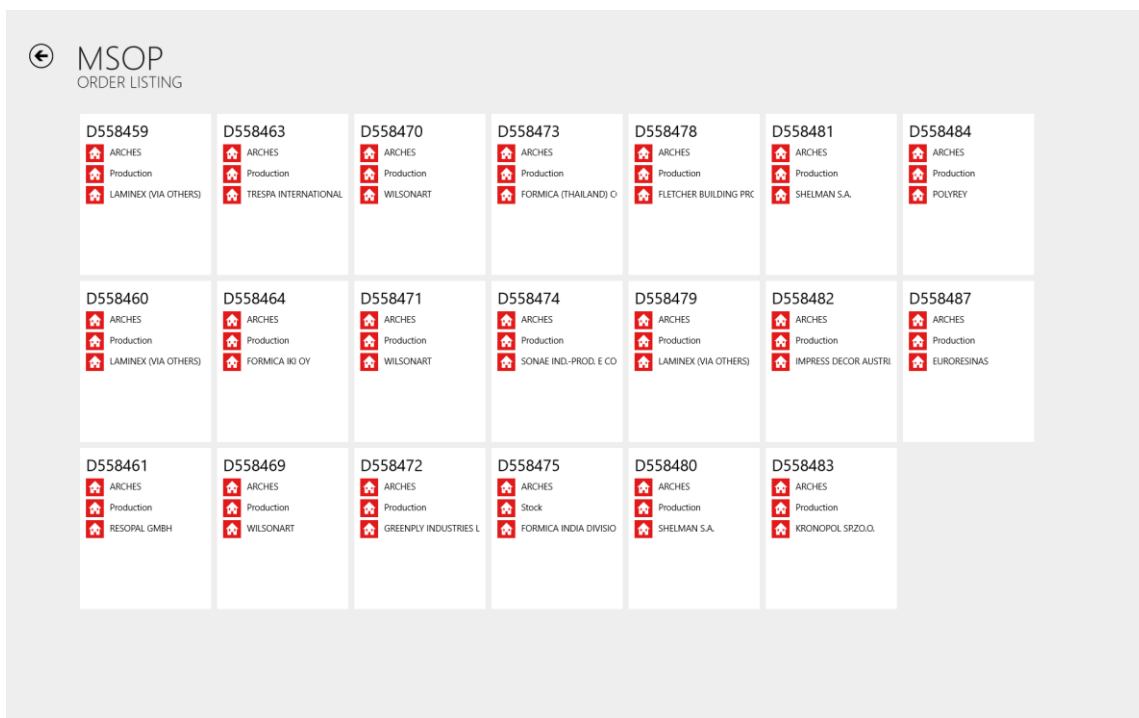 MSOP
ORDER LISTING
D558459
ARCHES
Production
LAMINEX (VIA OTHERS)
D558463
ARCHES
Production
TRESPA INTERNATIONAL
D558470
ARCHES
Production
WILSONART
D558473
ARCHES
Production
FORMICA (THAILAND) C
D558478
ARCHES
Production
FLETCHER BUILDING PRC
D558481
ARCHES
Production
SHELMAN S.A.
D558484
ARCHES
Production
POLYREY
D558460
ARCHES
Production
LAMINEX (VIA OTHERS)
D558464
ARCHES
Production
FORMICA IKI OY
D558471
ARCHES
Production
WILSONART
D558474
ARCHES
Production
SONAE IND.-PROD. E CO
D558479
ARCHES
Production
LAMINEX (VIA OTHERS)
D558482
ARCHES
Production
IMPRESS DECOR AUSTRI
D558487
ARCHES
Production
EURORESINAS
D558461
ARCHES
Production
RESOPAL GMBH
D558469
ARCHES
Production
WILSONART
D558472
ARCHES
Production
GREENPLY INDUSTRIES L
D558475
ARCHES
Stock
FORMICA INDIA DIVISIO
D558480
ARCHES
Production
SHELMAN S.A.
D558483
ARCHES
Production
KRONOPOL SP.ZO.O.